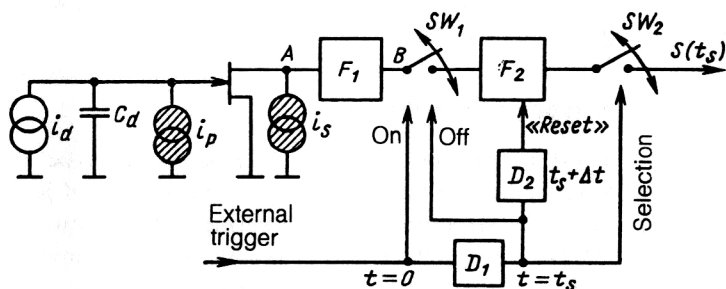 SW₁
SW₂
A
F₁
B
F₂
S(t_s)
i_d
C_d
i_p
i_s
On
Off
«Reset»
D₂
t_s+Δt
Selection
External
trigger
t=0
D₁
t=t_s